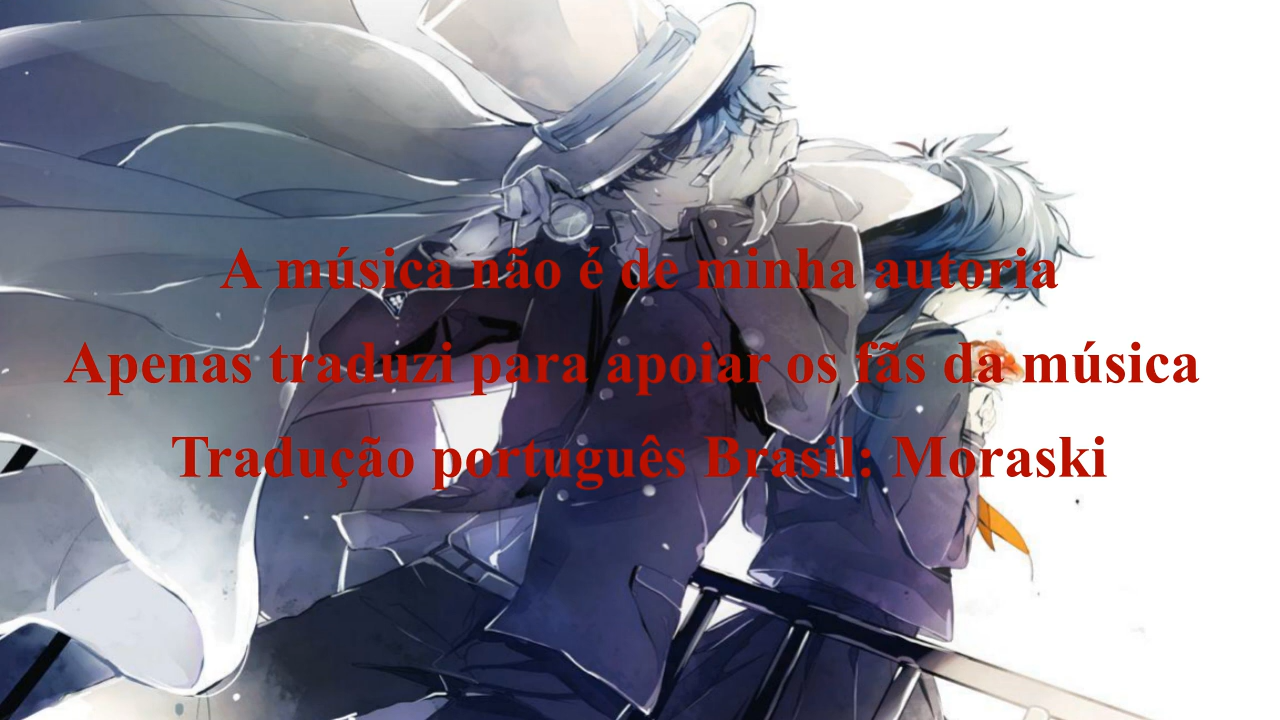 A música não é de minha autoria
Apenas traduzi para apoiar os fãs da música
Tradução português Brasil: Moraski